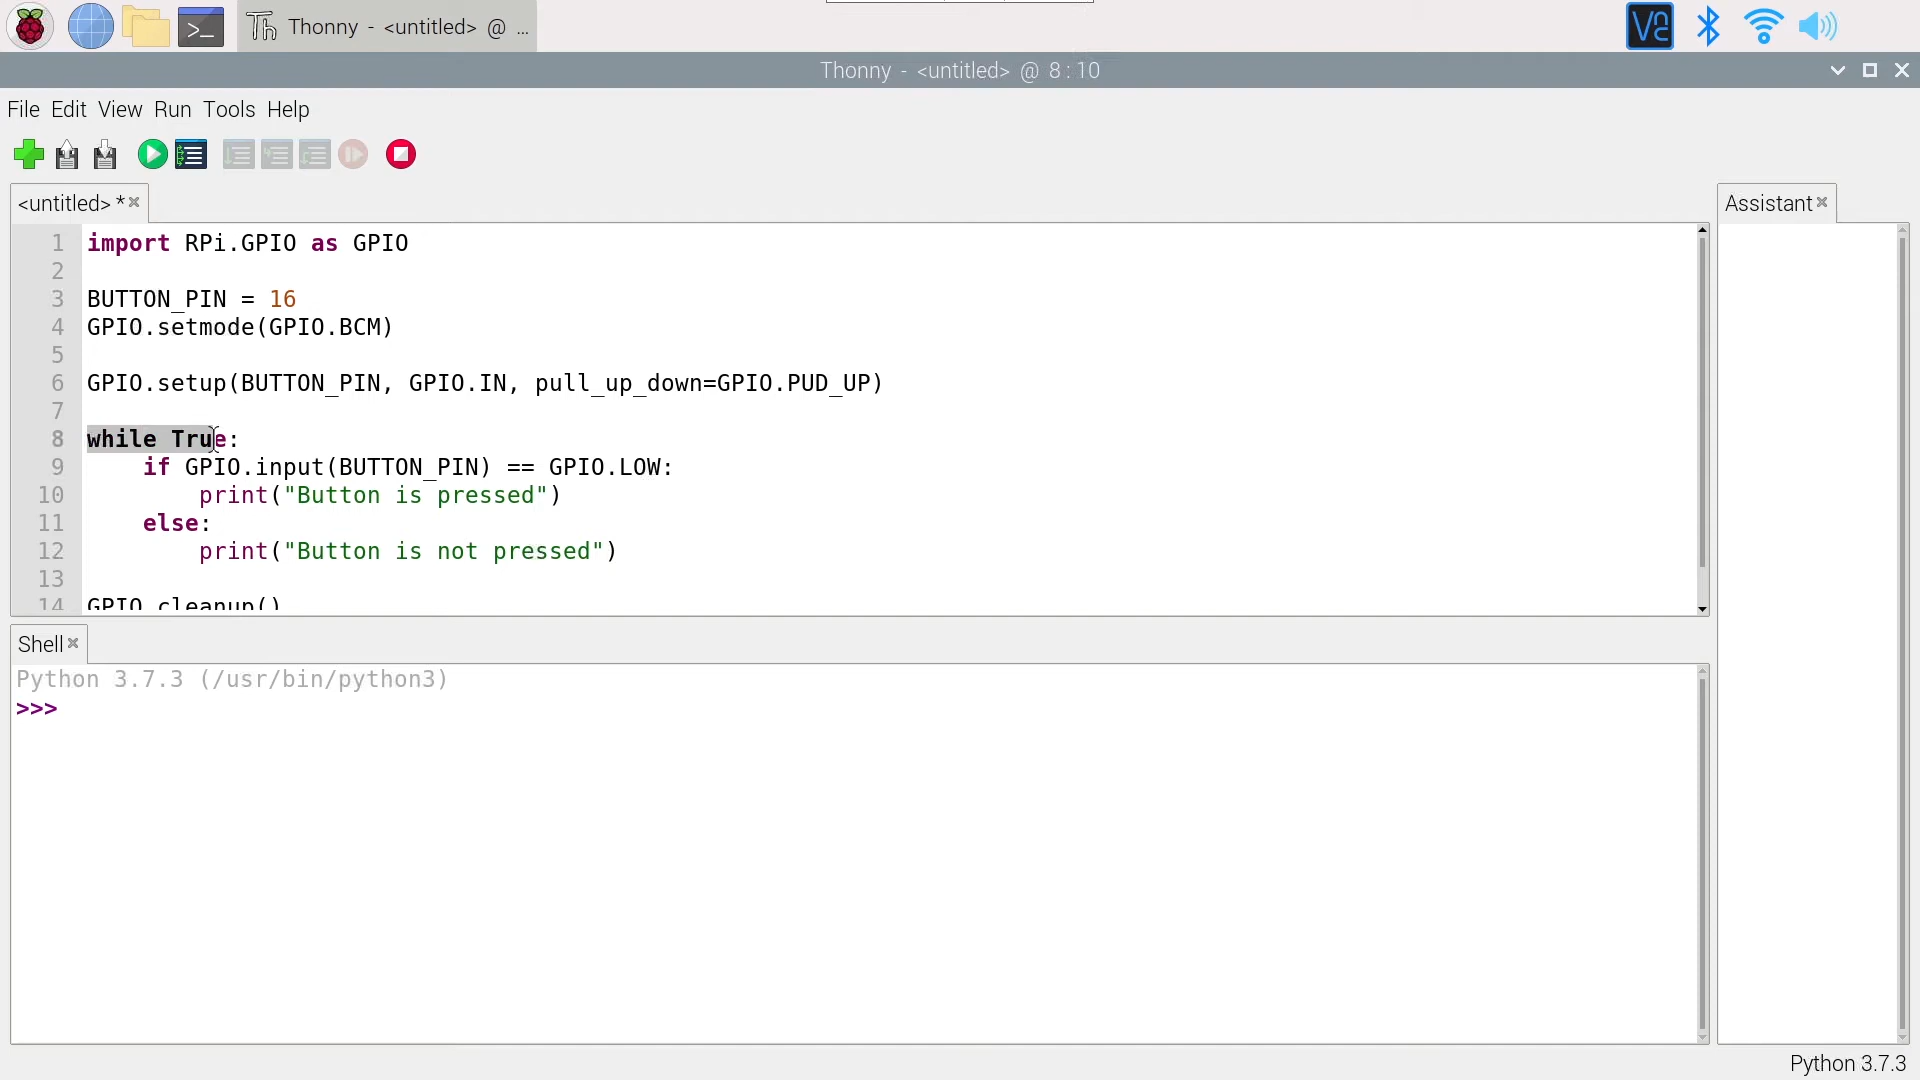 Thonny - <untitled> @ ...
Thonny - <untitled> @ 8:10
File Edit View Run Tools Help
<untitled> *
Assistant
1 import RPi.GPIO as GPIO
2
3 BUTTON_PIN = 16
4 GPIO.setmode(GPIO.BCM)
5
6 GPIO.setup(BUTTON_PIN, GPIO.IN, pull_up_down=GPIO.PUD_UP)
7
8 while True:
9     if GPIO.input(BUTTON_PIN) == GPIO.LOW:
10         print("Button is pressed")
11     else:
12         print("Button is not pressed")
13
14 GPIO.cleanup()
Shell
Python 3.7.3 (/usr/bin/python3)
>>>
Python 3.7.3